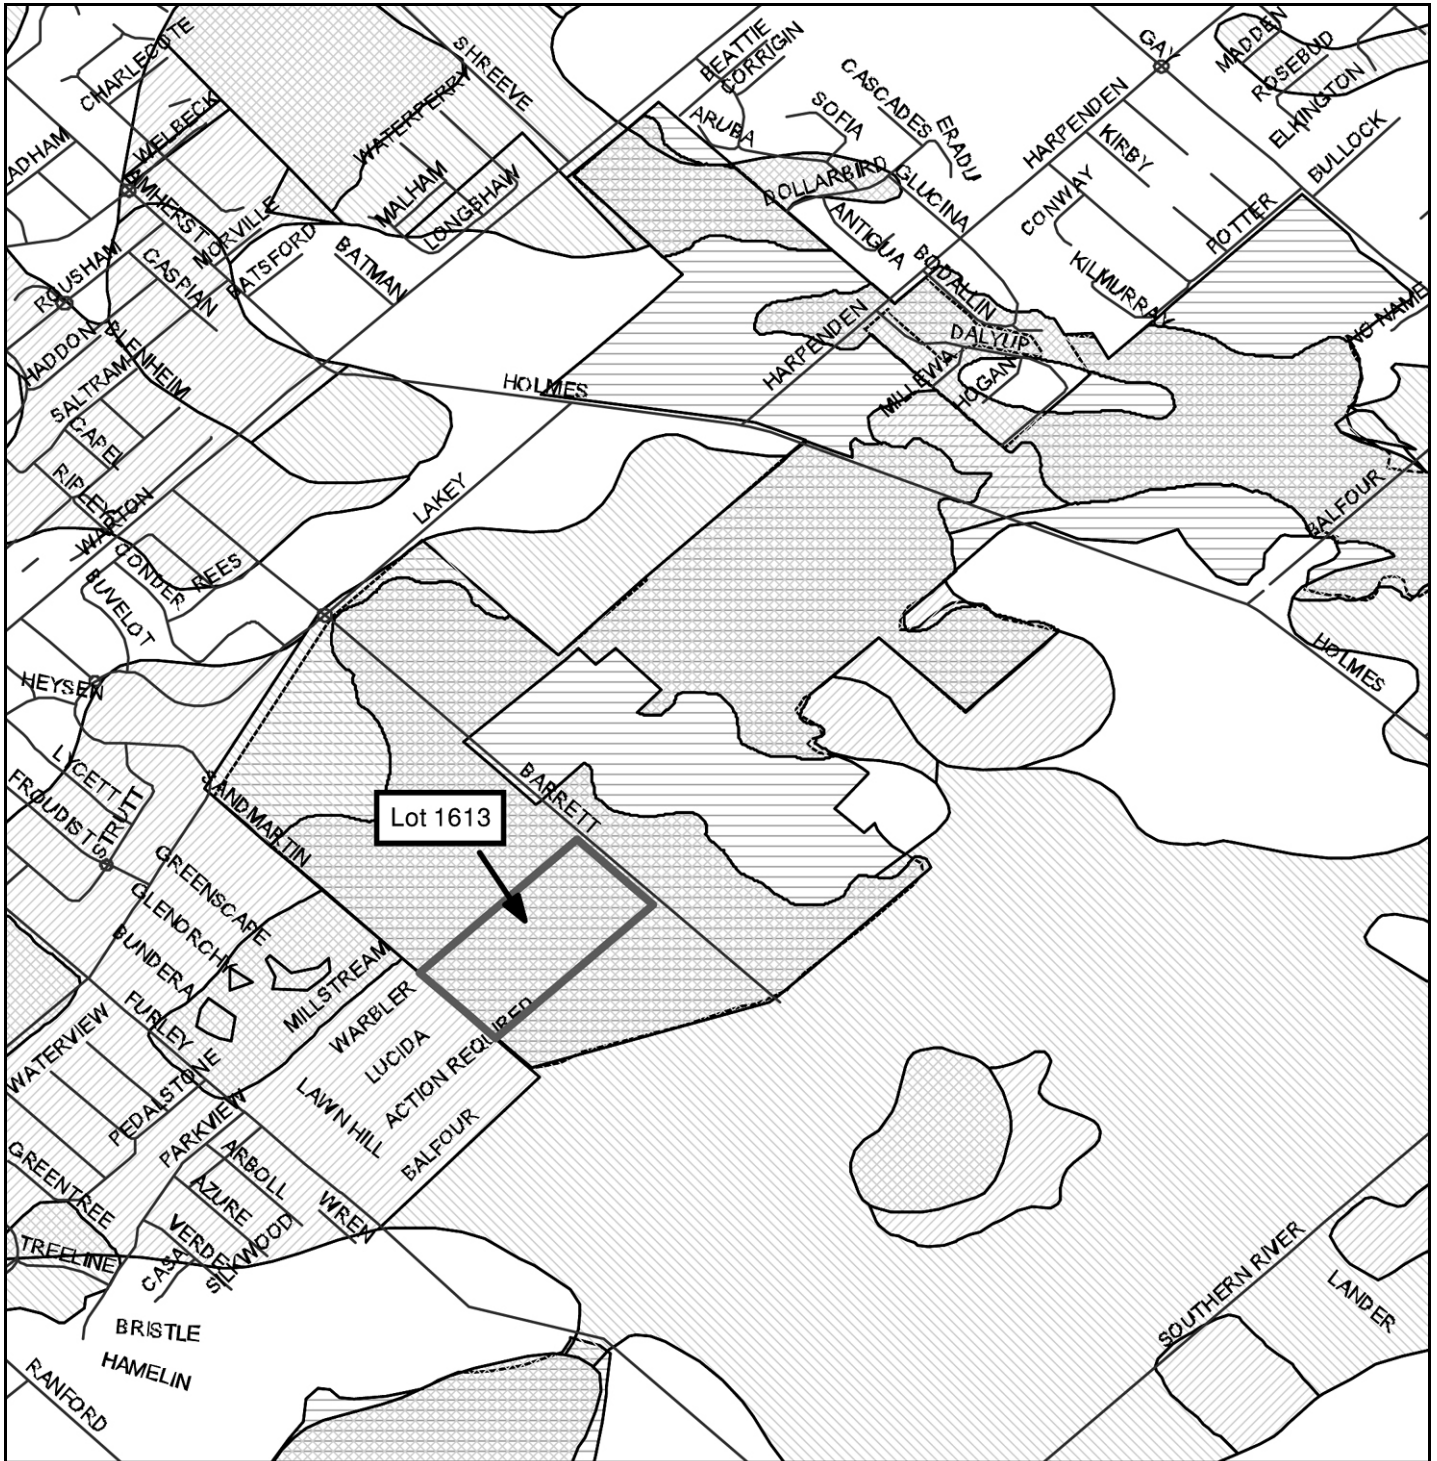 CHARLECOTE
SHREEVE
BEATTIE
CORRIGIN
GAY
MADDEN
ROSEBUD
ELKINGTON
BULLOCK
WELBECK
WATERPERRY
ARUBA
SOFIA
CASCADES
ERADU
HARPENDEN
KIRBY
ADHAM
AMHERST
MORVILLE
MALHAM
LONGSHAW
DOLLARBIRD
GLUCINA
CONWAY
POTTER
ROUSHAM
CASPIAN
BATSFORD
BATMAN
ANTIGUA
BODALLIN
KILMURRAY
NO NAME
HADDON
BLENHEIM
SALTRAM
HARPENDEN
DALYUP
MILLEWA
HOGAN
HOLMES
CAPEL
RIPLEY
WARTON
LAKEY
BALFOUR
CONDER
REES
BUVELOT
HEYSEN
HOLMES
LYCETT
FROUDIST
STRUTT
SANDMARTIN
BARRETT
Lot 1613
GREENSCAPE
GLENORCHY
BUNDERA
FURLEY
MILLSTREAM
WARBLER
LUCIDA
ACTION REQUIRED
WATERVIEW
PEDALSTONE
LAWNHILL
BALFOUR
PARKVIEW
ARBOLL
GREENTREE
AZURE
WREN
VERDE
SILKWOOD
CASA
TREELINE
BRISTLE
HAMELIN
RANFORD
SOUTHERN RIVER
LANDER